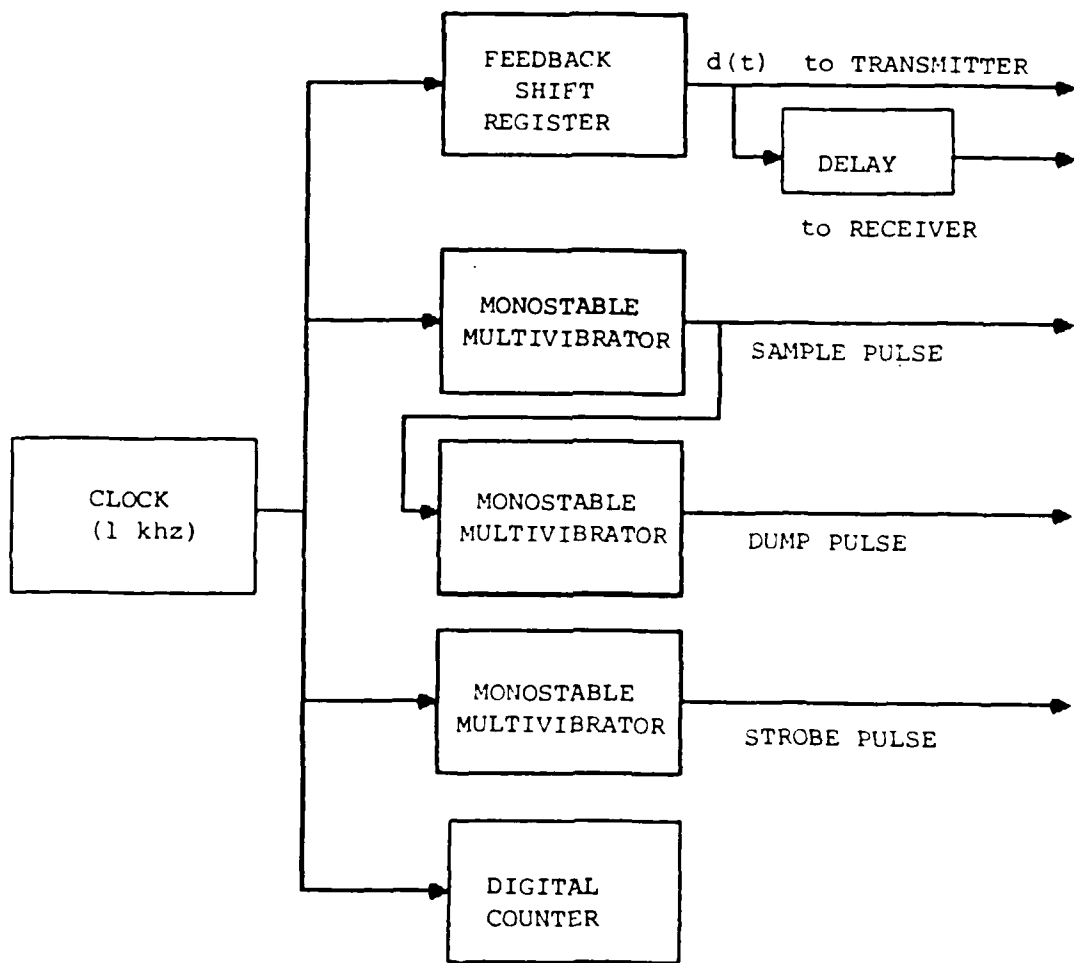 FEEDBACK
SHIFT
REGISTER
d(t) to TRANSMITTER
DELAY
to RECEIVER
MONOSTABLE
MULTIVIBRATOR
SAMPLE PULSE
CLOCK
(1 khz)
MONOSTABLE
MULTIVIBRATOR
DUMP PULSE
MONOSTABLE
MULTIVIBRATOR
STROBE PULSE
DIGITAL
COUNTER